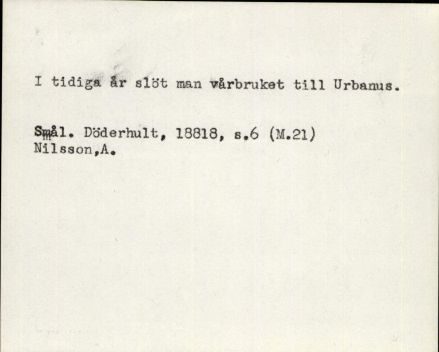 I tidiga år slöt man vårbruket till Urbanus.
Smål. Döderhult, 18818, s.6 (M.21)
Nilsson,A.